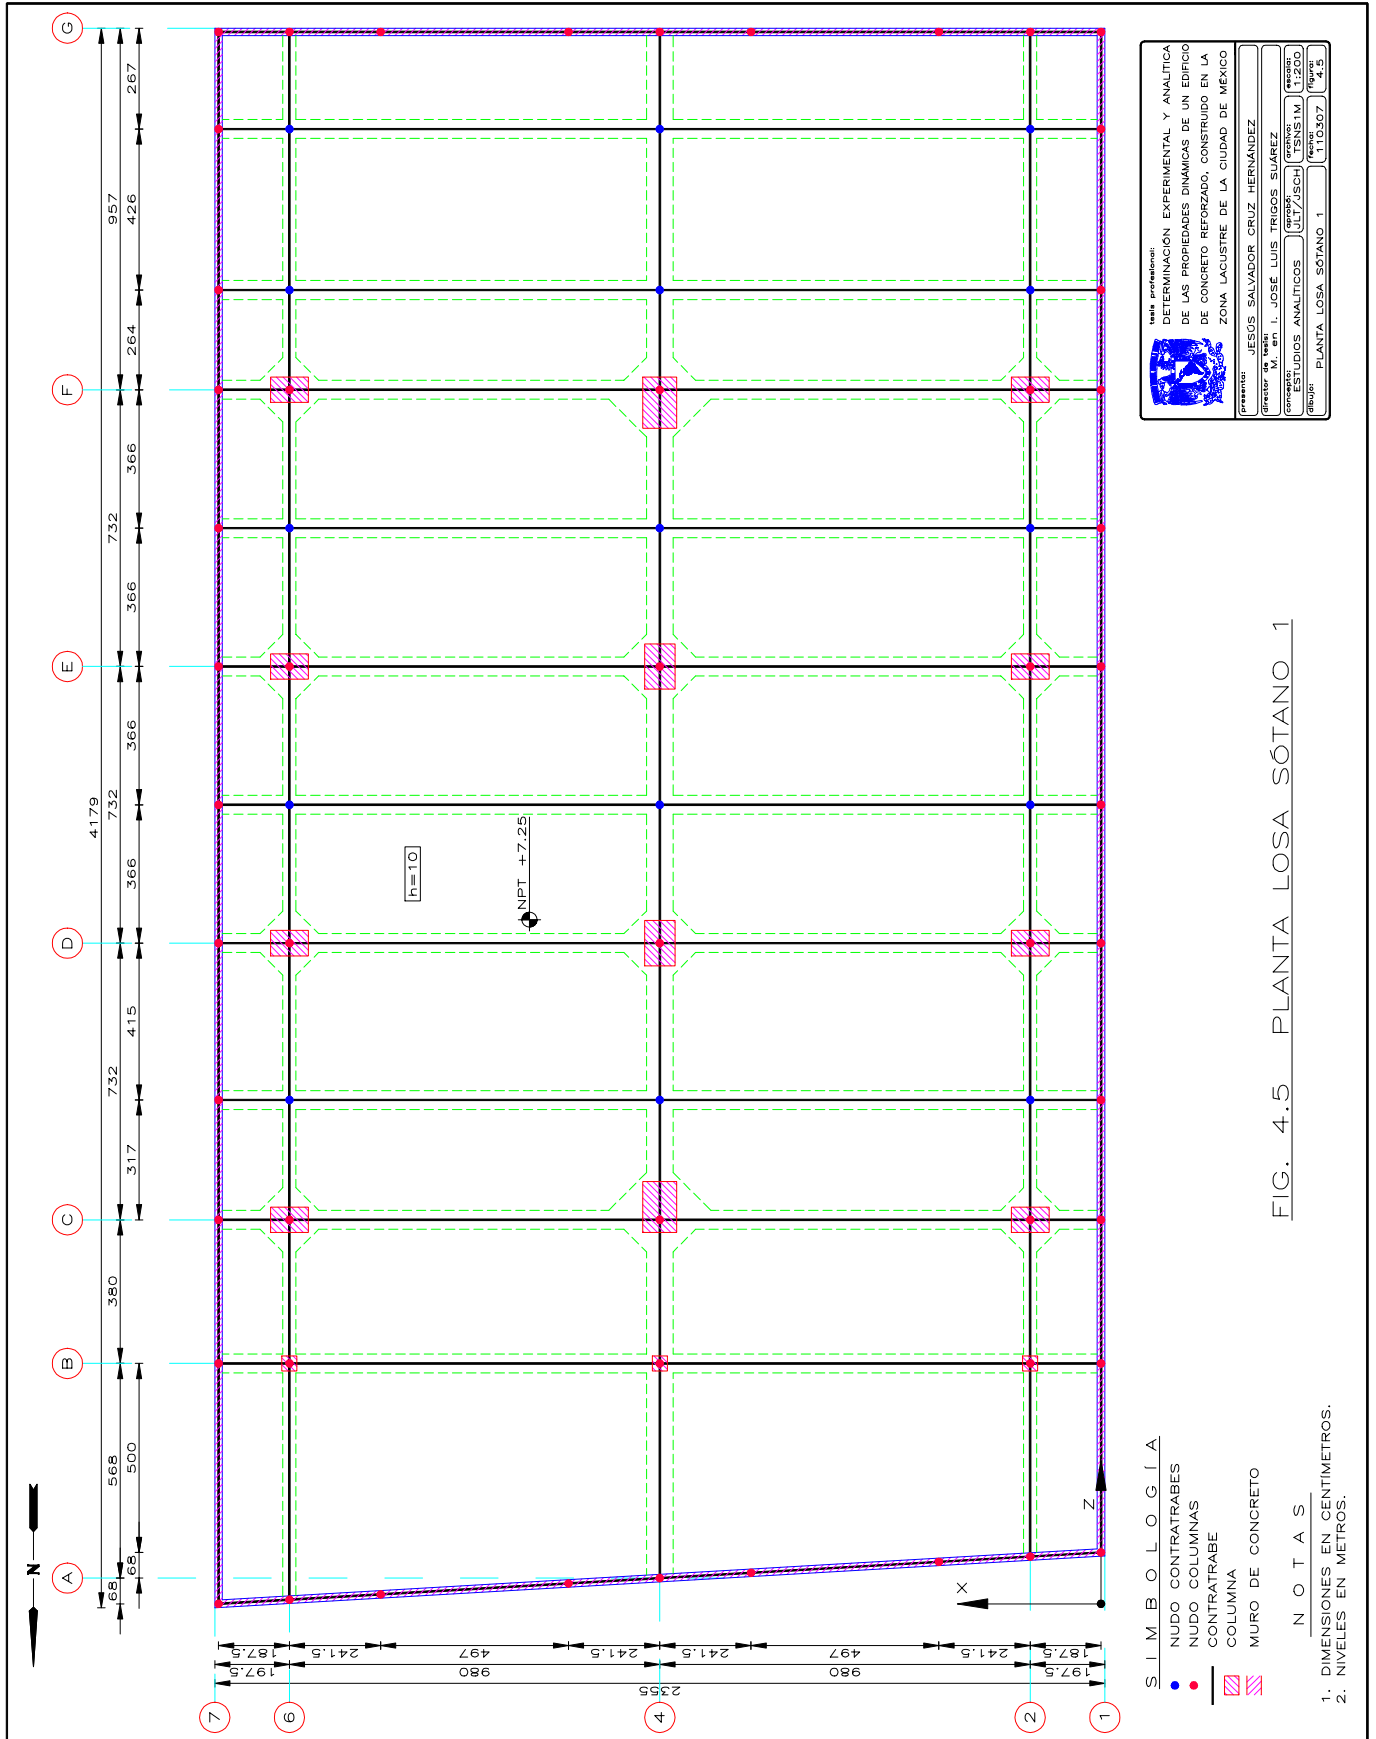 G
F
E
D
C
B
A
4179
957
732
732
732
568
68
267
426
264
366
366
366
366
415
317
380
500
68
N
h=10
NPT +7.25
X
Z
187.5
241.5
497
241.5
241.5
497
241.5
187.5
197.5
980
980
197.5
2355
7
6
4
2
1
tesis profesional:
DETERMINACIÓN EXPERIMENTAL Y ANALÍTICA
DE LAS PROPIEDADES DINÁMICAS DE UN EDIFICIO
DE CONCRETO REFORZADO, CONSTRUIDO EN LA
ZONA LACUSTRE DE LA CIUDAD DE MÉXICO
presenta:
JESÚS SALVADOR CRUZ HERNÁNDEZ
director de tesis:
M. en I. JOSÉ LUIS TRIGOS SUÁREZ
concepto:
ESTUDIOS ANALÍTICOS
aprobó:
JLT/JSCH
archivo:
TSNS1M
escala:
1:200
dibujo:
PLANTA LOSA SÓTANO 1
fecha:
110307
figura:
4.5
FIG. 4.5 PLANTA LOSA SÓTANO 1
SIMBOLOGÍA
NUDO CONTRATRABES
NUDO COLUMNAS
CONTRATRABE
COLUMNA
MURO DE CONCRETO
NOTAS
1. DIMENSIONES EN CENTÍMETROS.
2. NIVELES EN METROS.